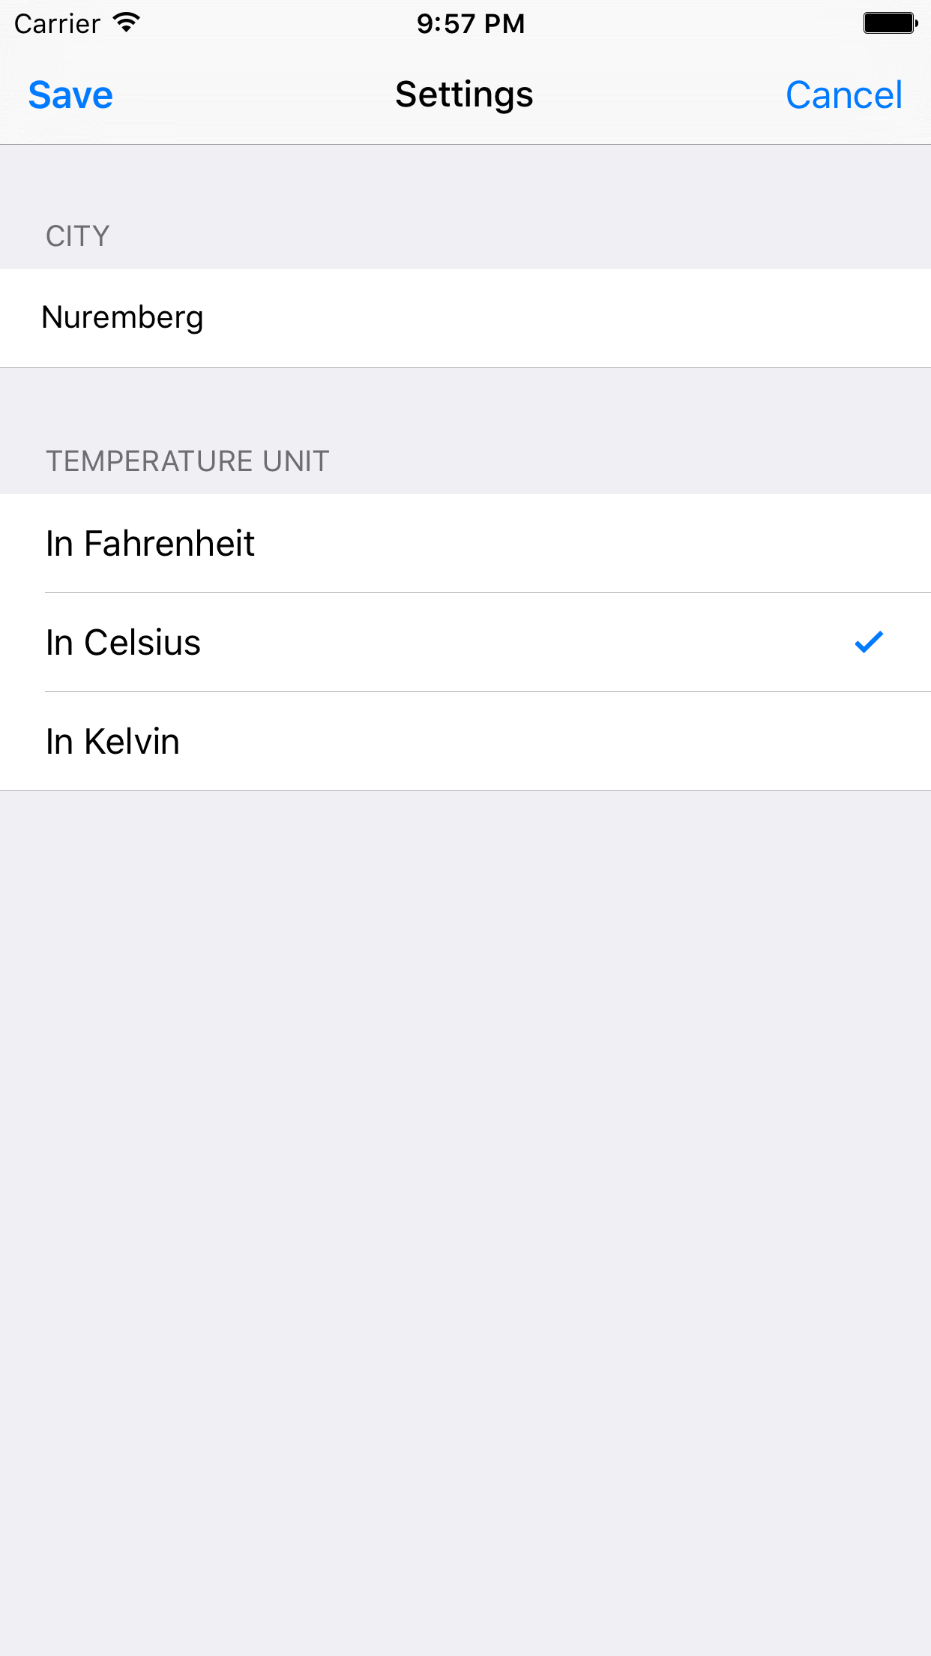 Carrier 9:57 PM
Save Settings Cancel
CITY
Nuremberg
TEMPERATURE UNIT
In Fahrenheit
In Celsius
In Kelvin